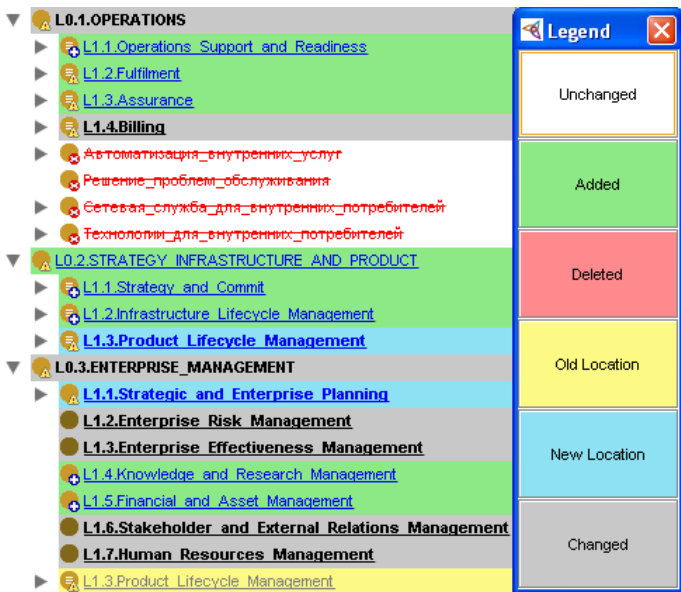 L0.1.OPERATIONS
L1.1.Operations_Support_and_Readiness
L1.2.Fulfilment
L1.3.Assurance
L1.4.Billing
Автоматизация_внутренних_услуг
Решение_проблем_обслуживания
Сетевая_служба_для_внутренних_потребителей
Технологии_для_внутренних_потребителей
L0.2.STRATEGY_INFRASTRUCTURE_AND_PRODUCT
L1.1.Strategy_and_Commit
L1.2.Infrastructure_Lifecycle_Management
L1.3.Product_Lifecycle_Management
L0.3.ENTERPRISE_MANAGEMENT
L1.1.Strategic_and_Enterprise_Planning
L1.2.Enterprise_Risk_Management
L1.3.Enterprise_Effectiveness_Management
L1.4.Knowledge_and_Research_Management
L1.5.Financial_and_Asset_Management
L1.6.Stakeholder_and_External_Relations_Management
L1.7.Human_Resources_Management
L1.3.Product_Lifecycle_Management
Legend
Unchanged
Added
Deleted
Old Location
New Location
Changed